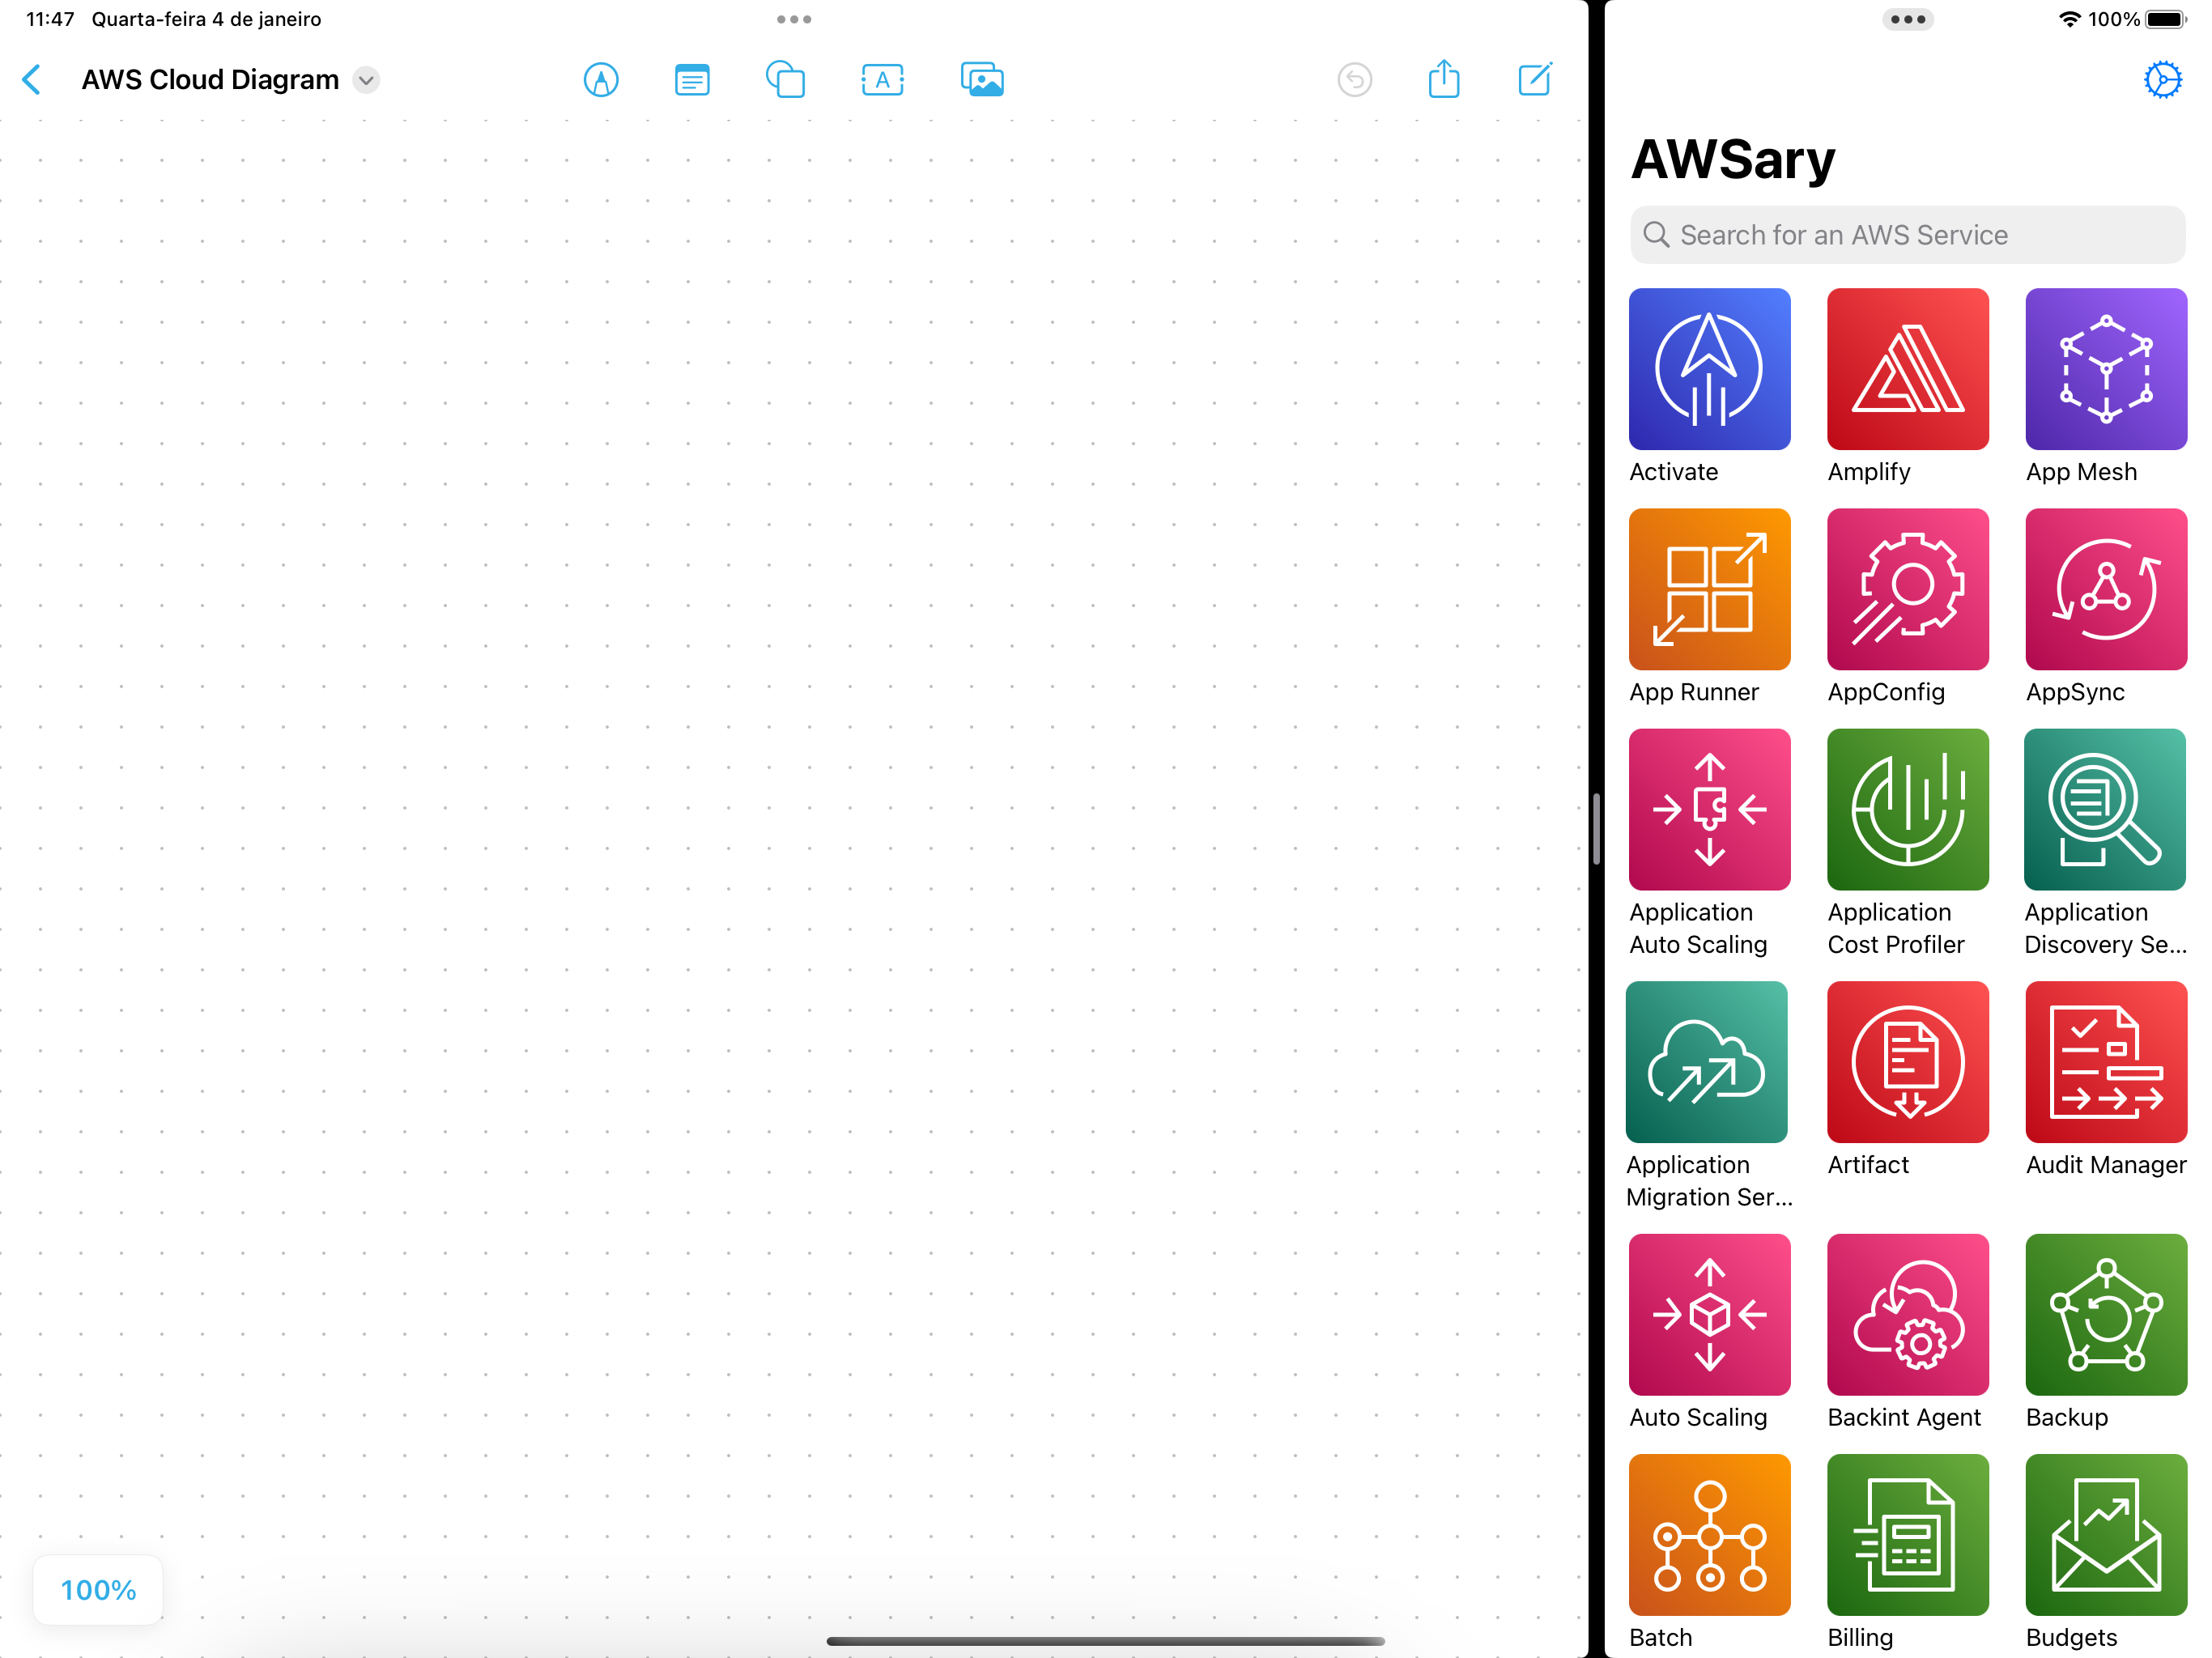 11:47 Quarta-feira 4 de janeiro
100%
AWS Cloud Diagram
A
AWSary
Search for an AWS Service
Activate
Amplify
App Mesh
App Runner
AppConfig
AppSync
Application
Auto Scaling
Application
Cost Profiler
Application
Discovery Se...
Application
Migration Ser...
Artifact
Audit Manager
Auto Scaling
Backint Agent
Backup
Batch
Billing
Budgets
100%